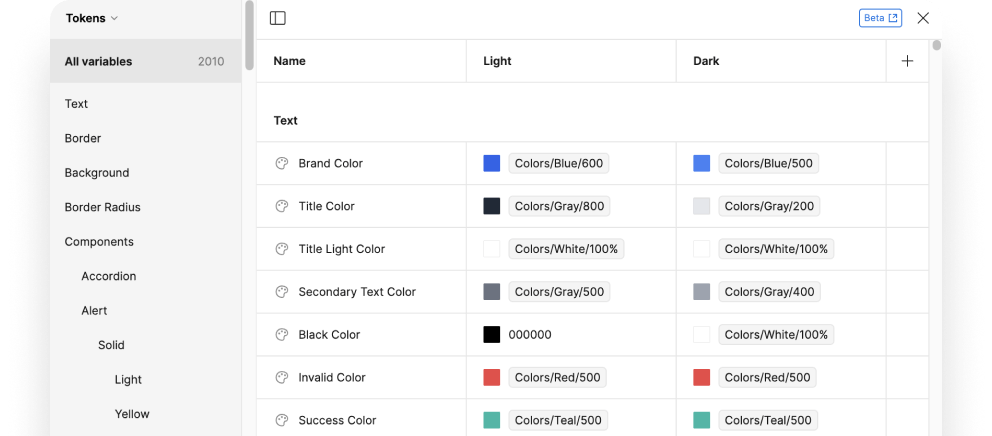 Tokens
Beta
All variables 2010
Name Light Dark
Text
Border
Background
Border Radius
Components
Accordion
Alert
Solid
Light
Yellow
Text
Brand Color Colors/Blue/600 Colors/Blue/500
Title Color Colors/Gray/800 Colors/Gray/200
Title Light Color Colors/White/100% Colors/White/100%
Secondary Text Color Colors/Gray/500 Colors/Gray/400
Black Color 000000 Colors/White/100%
Invalid Color Colors/Red/500 Colors/Red/500
Success Color Colors/Teal/500 Colors/Teal/500